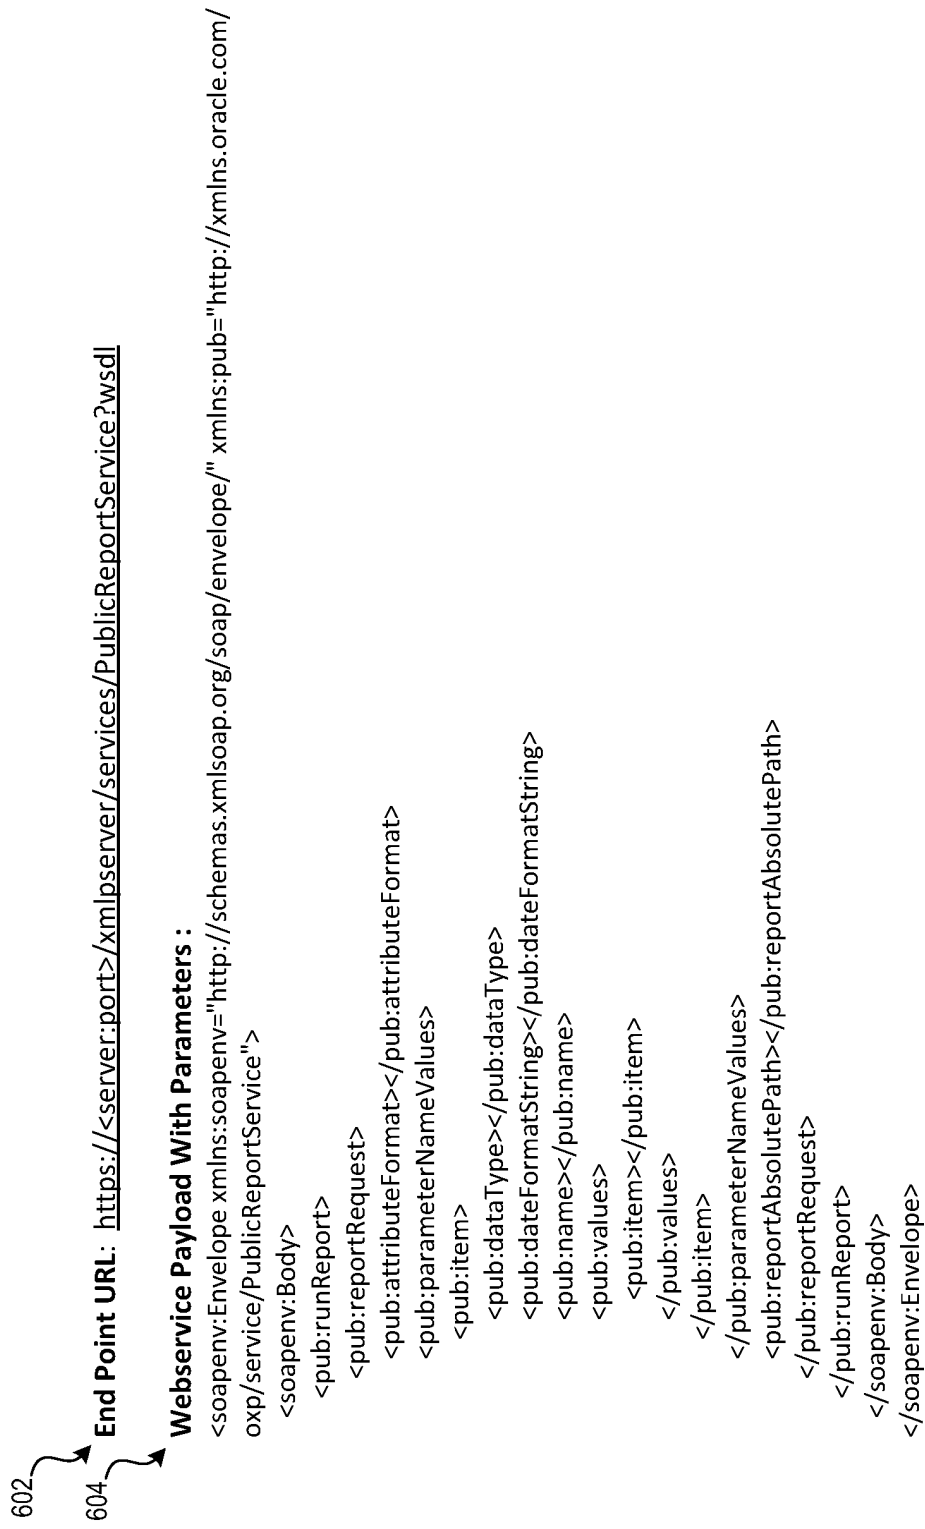 602
End Point URL: https://<server:port>/xmlpserver/services/PublicReportService?wsdl
604
Webservice Payload With Parameters :
<soapenv:Envelope xmlns:soapenv="http://schemas.xmlsoap.org/soap/envelope/" xmlns:pub="http://xmlns.oracle.com/
oxp/service/PublicReportService">
<soapenv:Body>
<pub:runReport>
<pub:reportRequest>
<pub:attributeFormat></pub:attributeFormat>
<pub:parameterNameValues>
<pub:item>
<pub:dataType></pub:dataType>
<pub:dateFormatString></pub:dateFormatString>
<pub:name></pub:name>
<pub:values>
<pub:item></pub:item>
</pub:values>
</pub:item>
</pub:parameterNameValues>
<pub:reportAbsolutePath></pub:reportAbsolutePath>
</pub:reportRequest>
</pub:runReport>
</soapenv:Body>
</soapenv:Envelope>